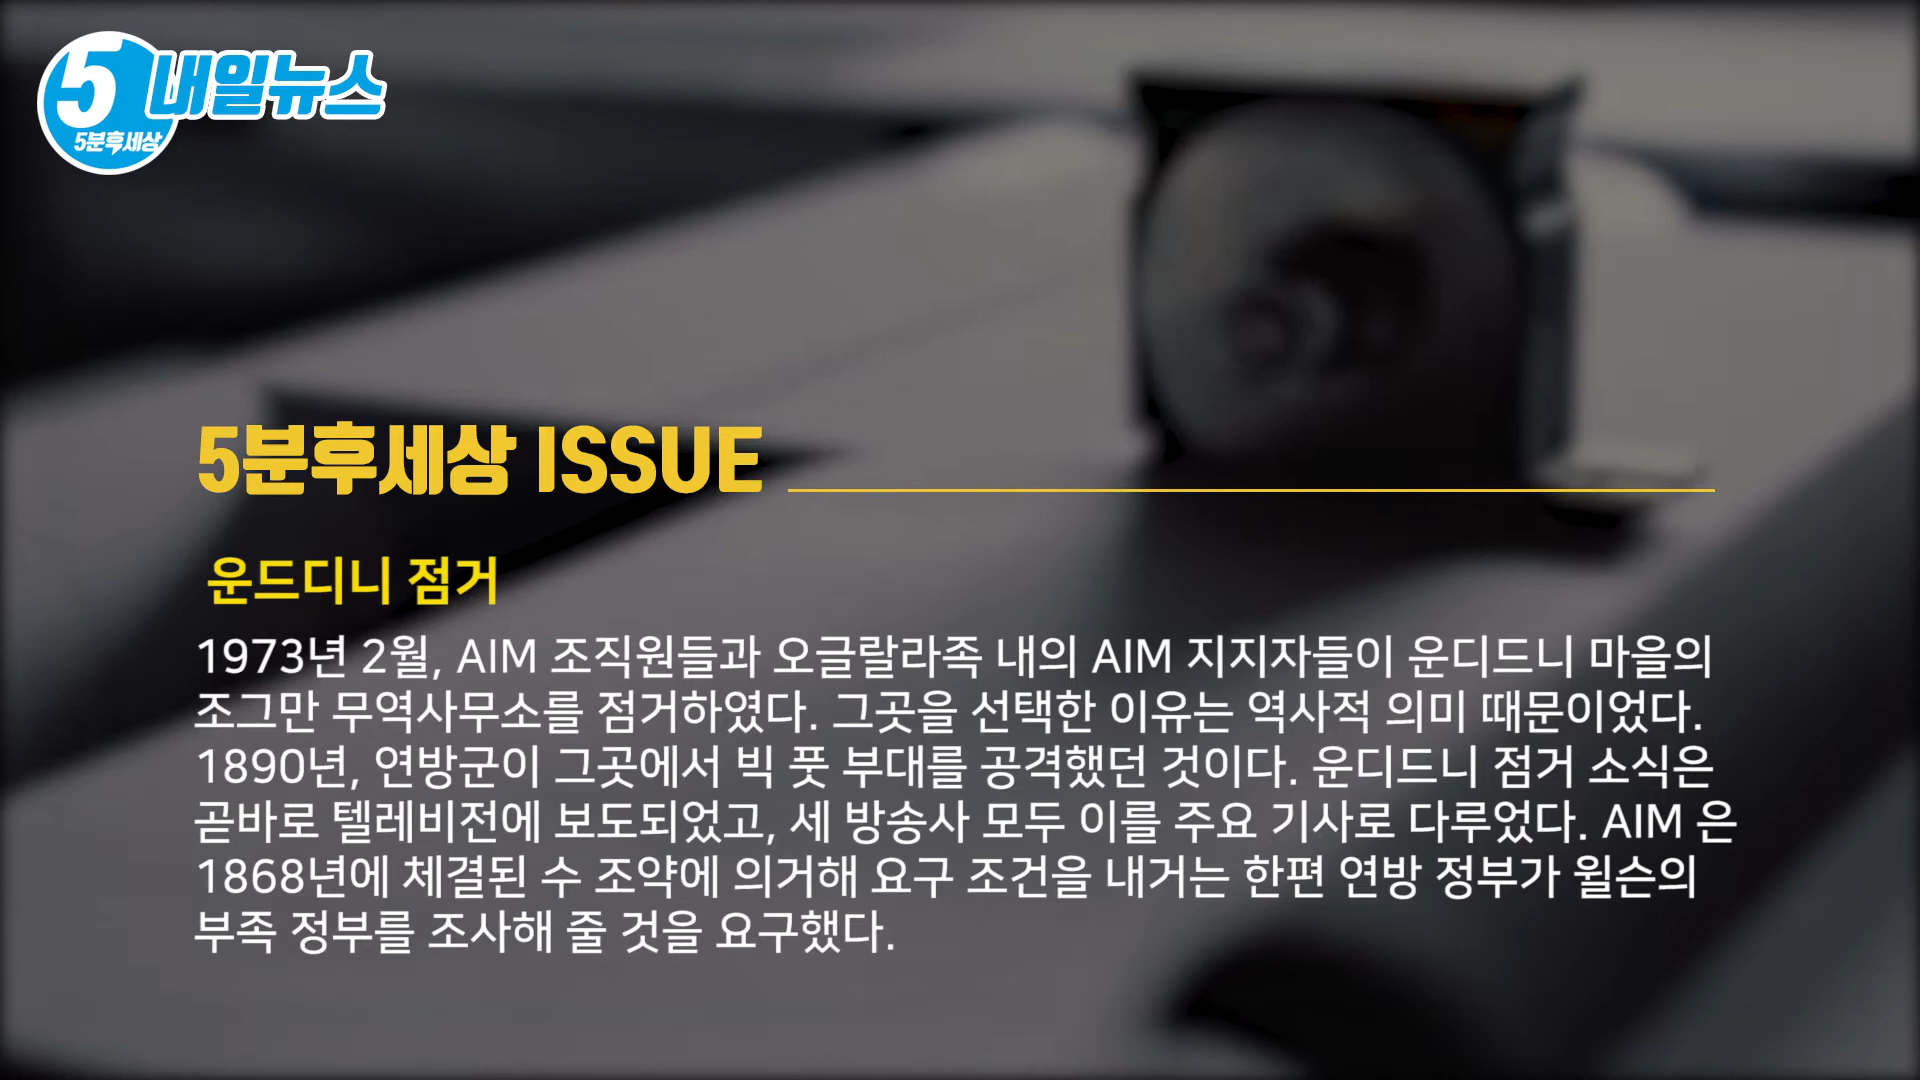 5 내일뉴스
5분후세상
5분후세상 ISSUE
운드디니 점거
1973년 2월, AIM 조직원들과 오글랄라족 내의 AIM 지지자들이 운디드니 마을의
조그만 무역사무소를 점거하였다. 그곳을 선택한 이유는 역사적 의미 때문이었다.
1890년, 연방군이 그곳에서 빅 풋 부대를 공격했던 것이다. 운디드니 점거 소식은
곧바로 텔레비전에 보도되었고, 세 방송사 모두 이를 주요 기사로 다루었다. AIM 은
1868년에 체결된 수 조약에 의거해 요구 조건을 내거는 한편 연방 정부가 윌슨의
부족 정부를 조사해 줄 것을 요구했다.